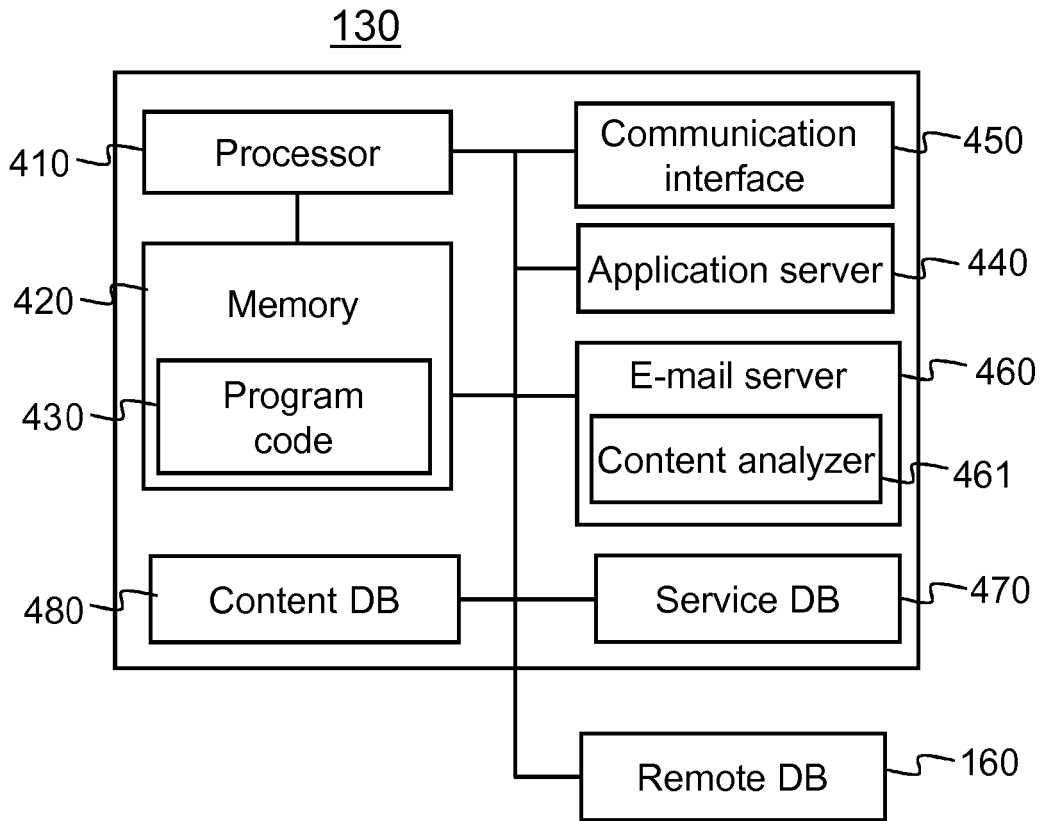 130
410
Processor
Communication
interface
450
Application server
440
420
Memory
430
Program
code
E-mail server
460
Content analyzer
461
480
Content DB
Service DB
470
Remote DB
160